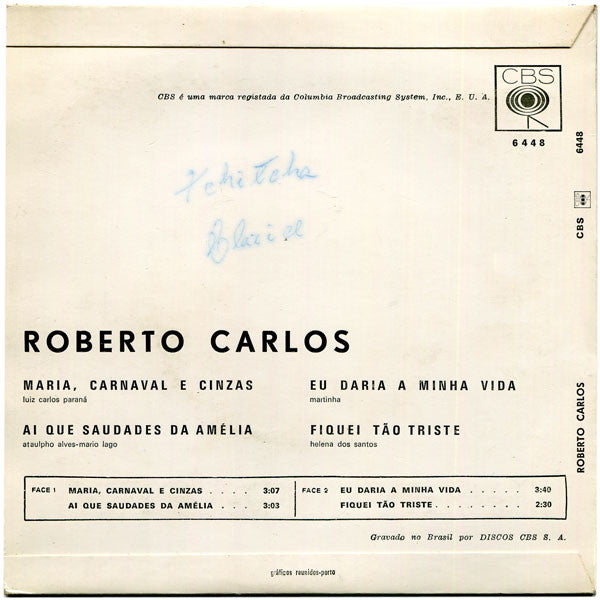 CBS
CBS é uma marca registada da Columbia Broadcasting System, Inc., E. U. A.
6448
6448
CBS
ROBERTO CARLOS
ROBERTO CARLOS
MARIA, CARNAVAL E CINZAS
luiz carlos paraná
AI QUE SAUDADES DA AMÉLIA
ataulpho alves-mario lago
EU DARIA A MINHA VIDA
martinha
FIQUEI TÃO TRISTE
helena dos santos
FACE 1 MARIA, CARNAVAL E CINZAS . . . . 3:07
AI QUE SAUDADES DA AMÉLIA . . . 3:03
FACE 2 EU DARIA A MINHA VIDA . . . . . 3:40
FIQUEI TÃO TRISTE. . . . . . . 2:30
Gravado no Brasil por DISCOS CBS S. A.
gráficos reunidos-porto